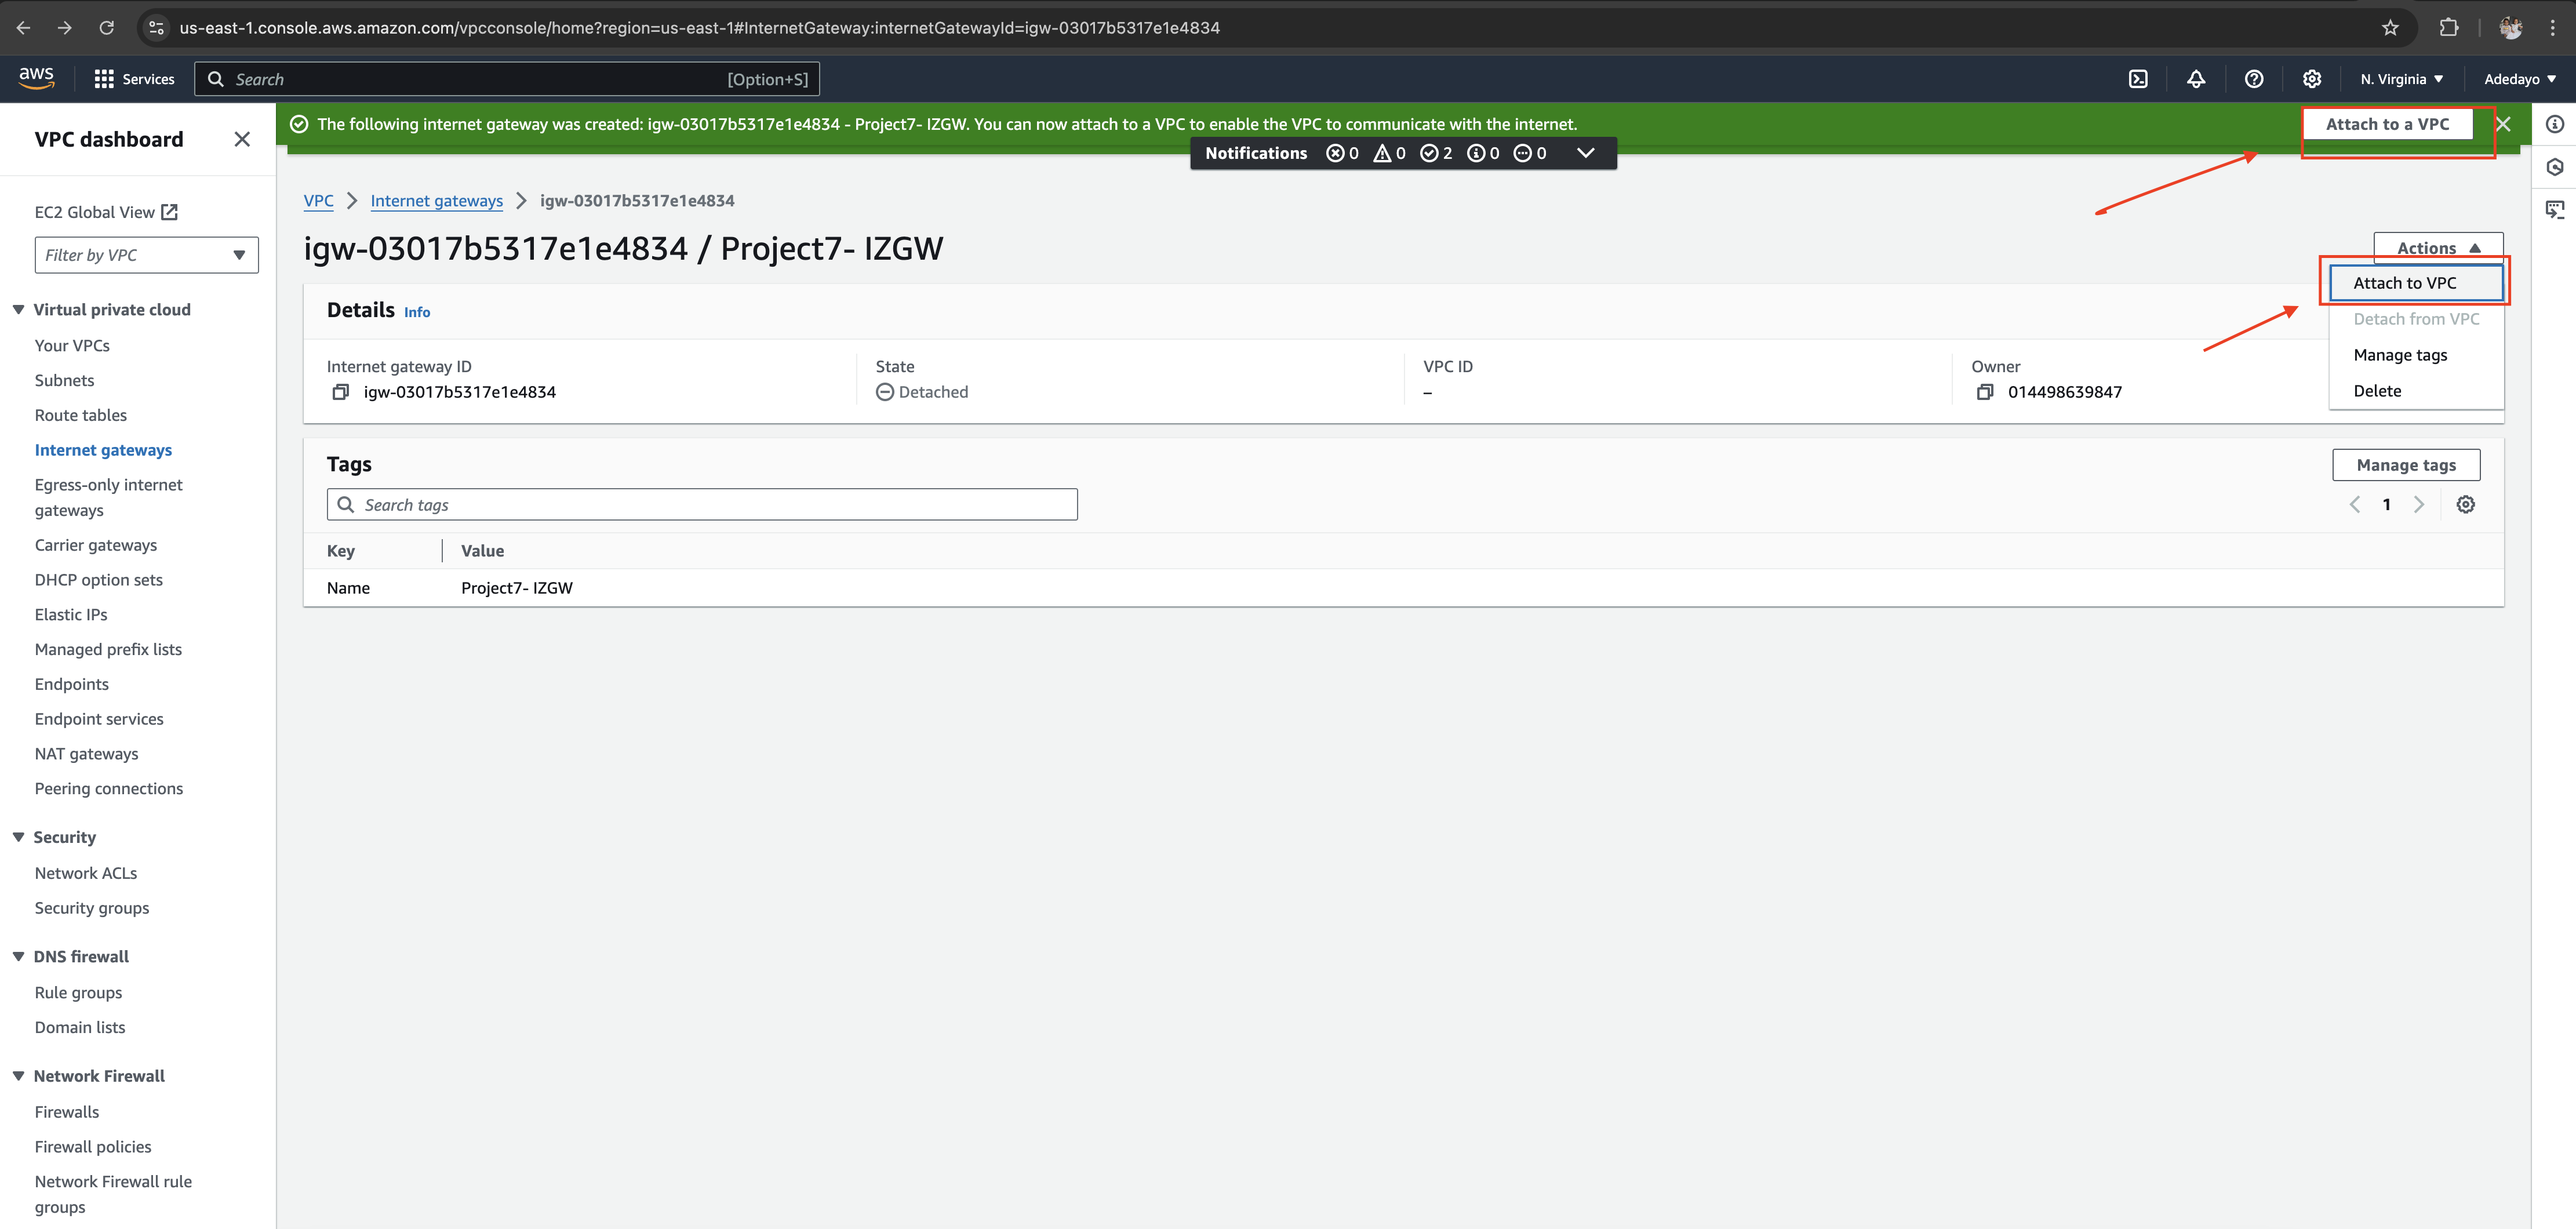 us-east-1.console.aws.amazon.com/vpcconsole/home?region=us-east-1#InternetGateway:internetGatewayId=igw-03017b5317e1e4834
aws
Services
Search
[Option+S]
N. Virginia
Adedayo
VPC dashboard
EC2 Global View
Filter by VPC
Virtual private cloud
Your VPCs
Subnets
Route tables
Internet gateways
Egress-only internet
gateways
Carrier gateways
DHCP option sets
Elastic IPs
Managed prefix lists
Endpoints
Endpoint services
NAT gateways
Peering connections
Security
Network ACLs
Security groups
DNS firewall
Rule groups
Domain lists
Network Firewall
Firewalls
Firewall policies
Network Firewall rule
groups
The following internet gateway was created: igw-03017b5317e1e4834 - Project7- IZGW. You can now attach to a VPC to enable the VPC to communicate with the internet.
Attach to a VPC
Notifications 0 0 2 0 0
VPC > Internet gateways > igw-03017b5317e1e4834
igw-03017b5317e1e4834 / Project7- IZGW
Actions
Attach to VPC
Detach from VPC
Manage tags
Delete
Details Info
Internet gateway ID
igw-03017b5317e1e4834
State
Detached
VPC ID
–
Owner
014498639847
Tags
Manage tags
Search tags
1
Key Value
Name Project7- IZGW